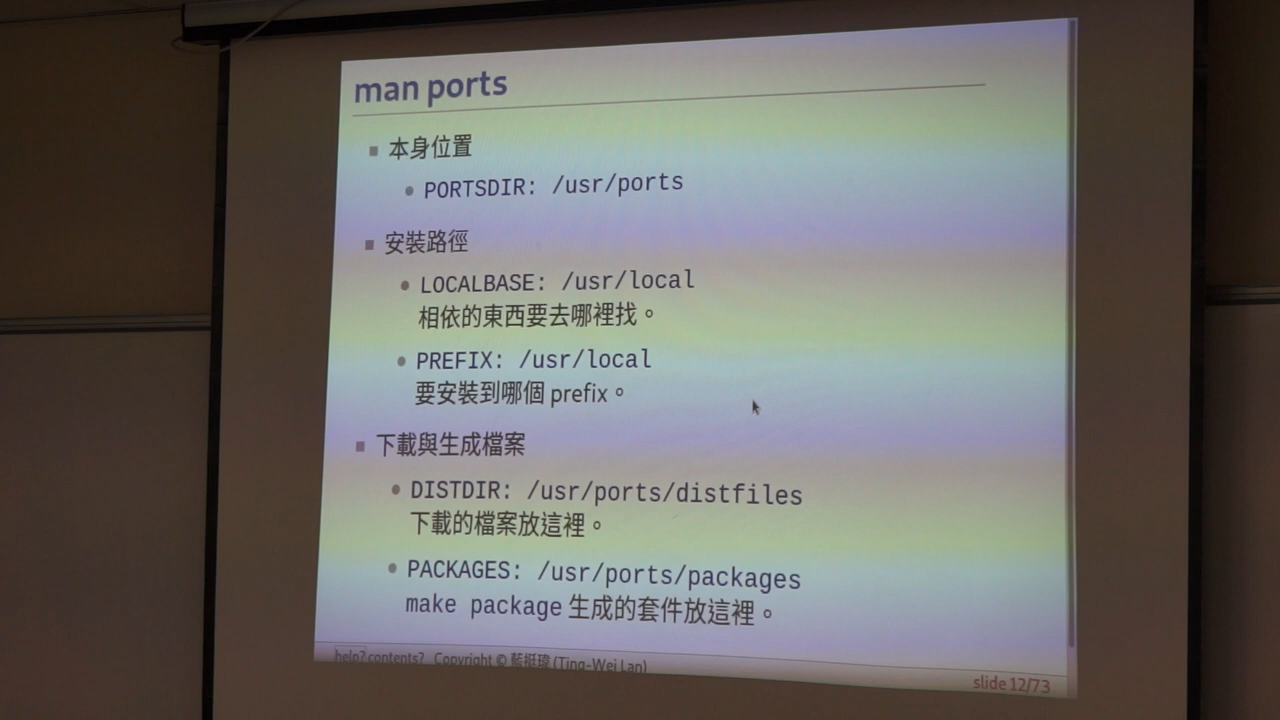 man ports
本身位置
PORTSDIR: /usr/ports
安裝路徑
LOCALBASE: /usr/local
相依的東西要去哪裡找。
PREFIX: /usr/local
要安裝到哪個 prefix。
下載與生成檔案
DISTDIR: /usr/ports/distfiles
下載的檔案放這裡。
PACKAGES: /usr/ports/packages
make package 生成的套件放這裡。
help? contents? Copyright © 藍挺瑋 (Ting-Wei Lan)
slide 12/73